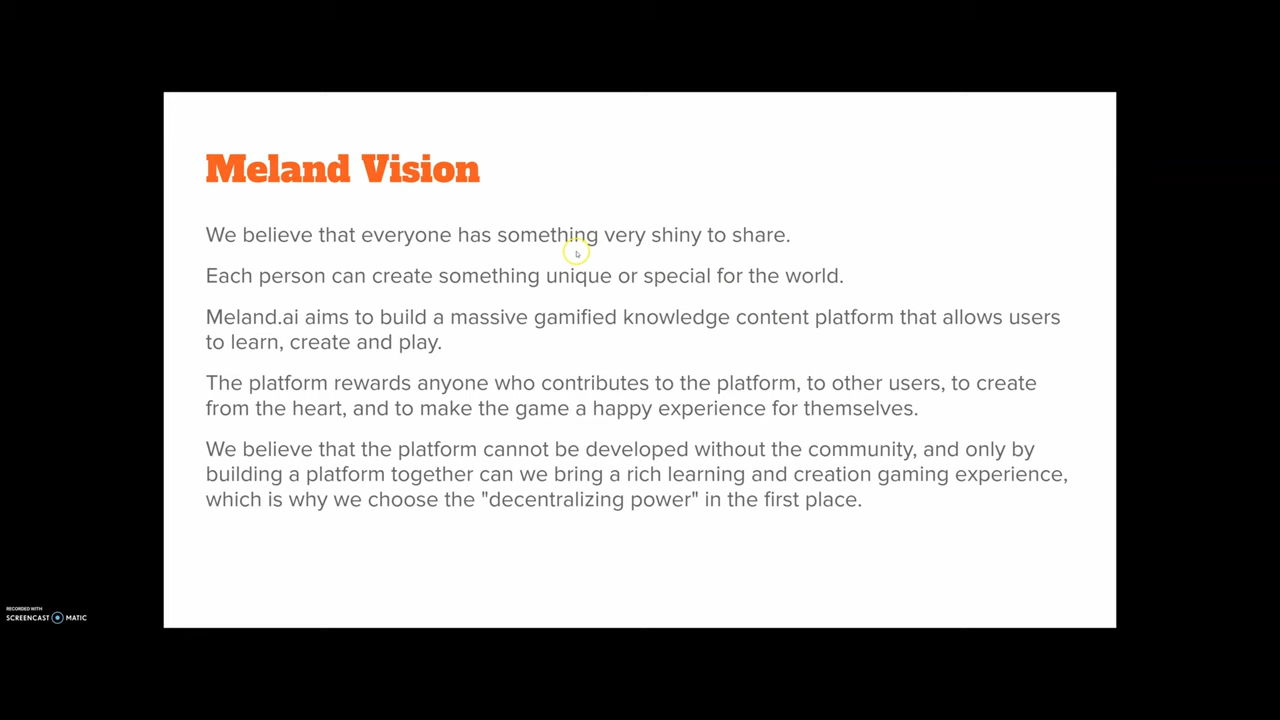 Meland Vision
We believe that everyone has something very shiny to share.
Each person can create something unique or special for the world.
Meland.ai aims to build a massive gamified knowledge content platform that allows users
to learn, create and play.
The platform rewards anyone who contributes to the platform, to other users, to create
from the heart, and to make the game a happy experience for themselves.
We believe that the platform cannot be developed without the community, and only by
building a platform together can we bring a rich learning and creation gaming experience,
which is why we choose the "decentralizing power" in the first place.
RECORDED WITH
SCREENCAST MATIC